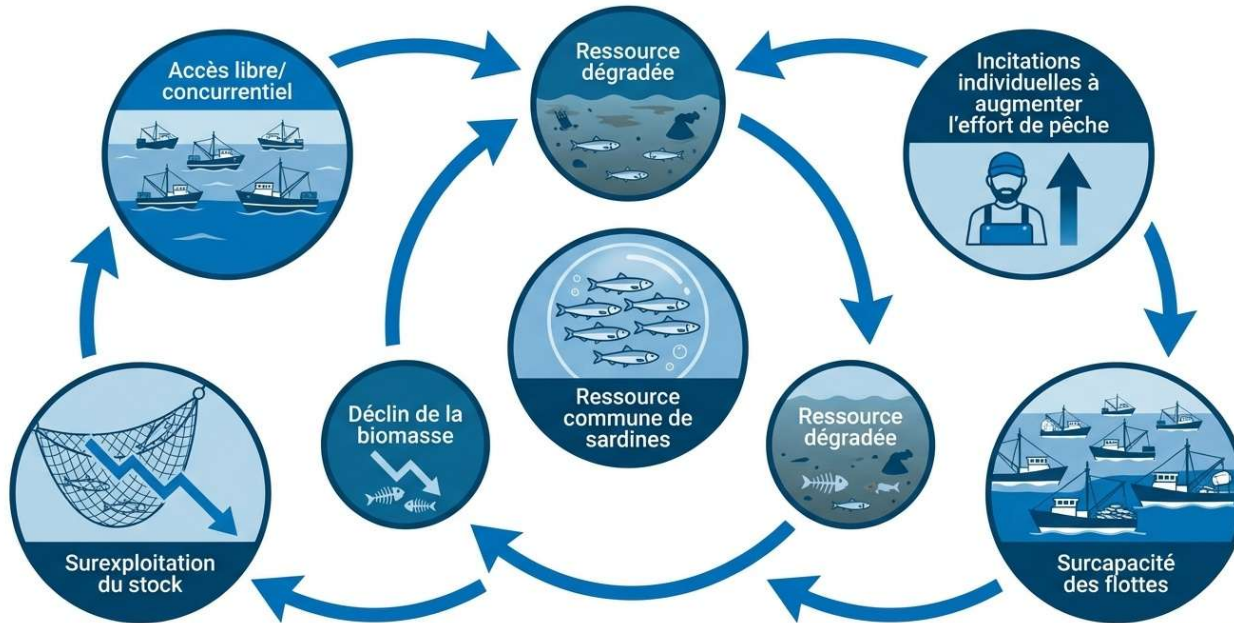 Accès libre/
concurrentiel
Ressource
dégradée
Incitations
individuelles à
augmenter
l'effort de pêche
Déclin de la
biomasse
Ressource
commune de
sardines
Ressource
dégradée
Surexploitation
du stock
Surcapacité
des flottes